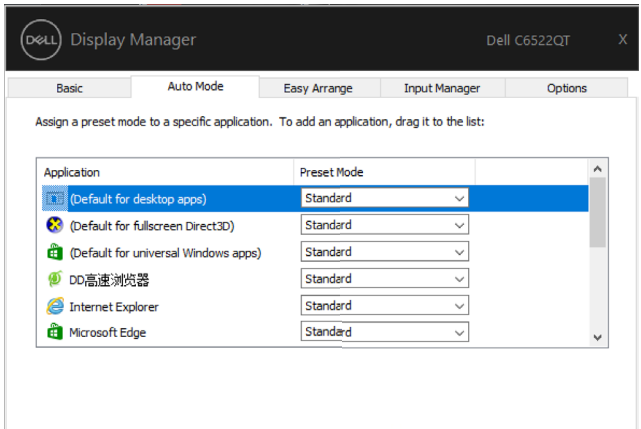 DELL Display Manager Dell C6522QT X
Basic Auto Mode Easy Arrange Input Manager Options
Assign a preset mode to a specific application. To add an application, drag it to the list:
Application Preset Mode
(Default for desktop apps) Standard
(Default for fullscreen Direct3D) Standard
(Default for universal Windows apps) Standard
DD高速浏览器 Standard
Internet Explorer Standard
Microsoft Edge Standard